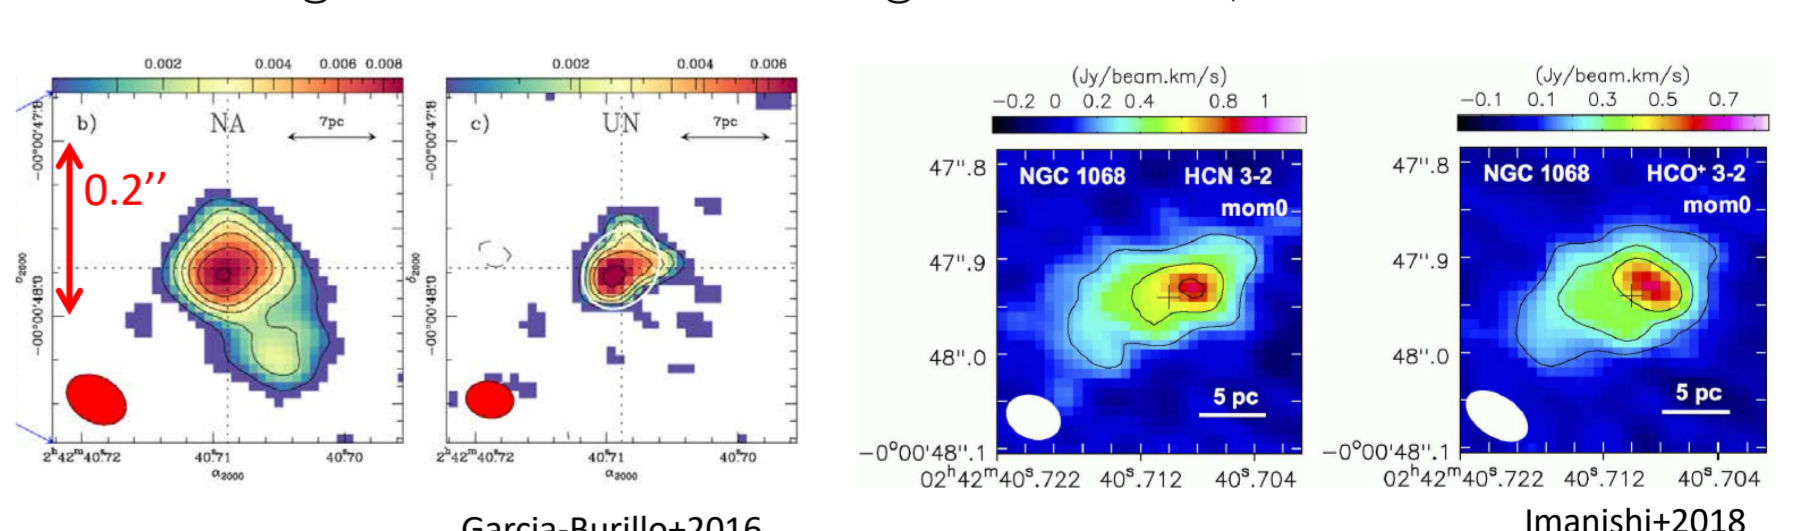 0.002 0.004 0.006 0.008
b) NA 7pc
0.2’’
-00°00'47".8
-00°00'48".0
δ2000
2h42m40s.72 40s.71 40s.70
α2000
0.002 0.004 0.006
c) UN 7pc
-00°00'47".8
-00°00'48".0
δ2000
2h42m40s.72 40s.71 40s.70
α2000
Garcia-Burillo+2016
(Jy/beam.km/s)
−0.2 0 0.2 0.4 0.8 1
NGC 1068 HCN 3-2
mom0
47".8
47".9
48".0
−0°00'48".1
5 pc
02h42m40s.722 40s.712 40s.704
(Jy/beam.km/s)
−0.1 0.1 0.3 0.5 0.7
NGC 1068 HCO+ 3-2
mom0
47".8
47".9
48".0
−0°00'48".1
5 pc
02h42m40s.722 40s.712 40s.704
Imanishi+2018